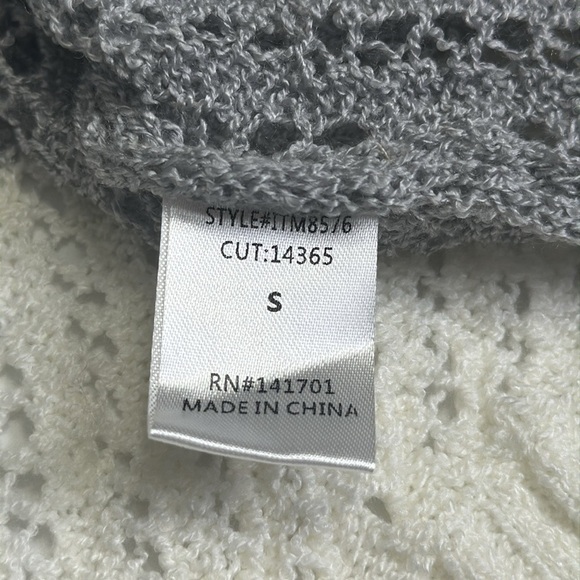 STYLE#ITM8576
CUT:14365
S
RN#141701
MADE IN CHINA